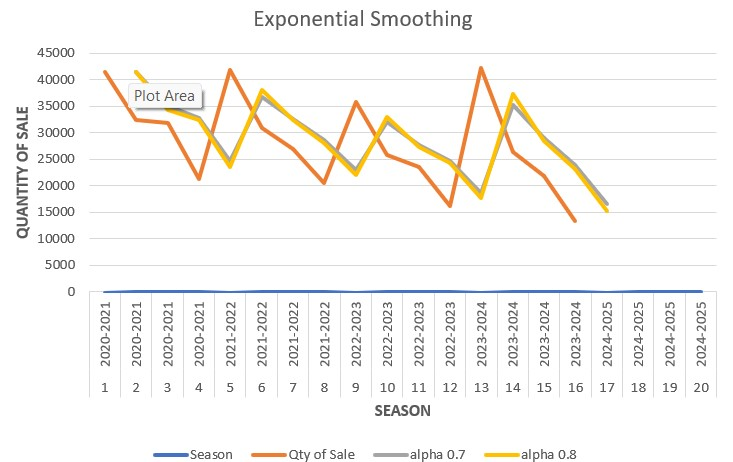 Exponential Smoothing
45000
40000
35000
30000
25000
20000
15000
10000
5000
0
QUANTITY OF SALE
Plot Area
2020-2021 2020-2021 2020-2021 2020-2021 2021-2022 2021-2022 2021-2022 2021-2022 2022-2023 2022-2023 2022-2023 2022-2023 2023-2024 2023-2024 2023-2024 2023-2024 2024-2025 2024-2025 2024-2025 2024-2025
1 2 3 4 5 6 7 8 9 10 11 12 13 14 15 16 17 18 19 20
SEASON
Season Qty of Sale alpha 0.7 alpha 0.8